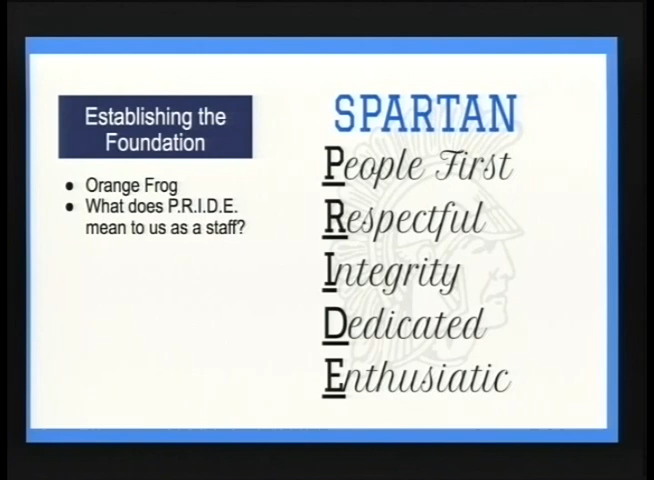 Establishing the
Foundation
● Orange Frog
● What does P.R.I.D.E.
mean to us as a staff?
SPARTAN
People First
Respectful
Integrity
Dedicated
Enthusiatic